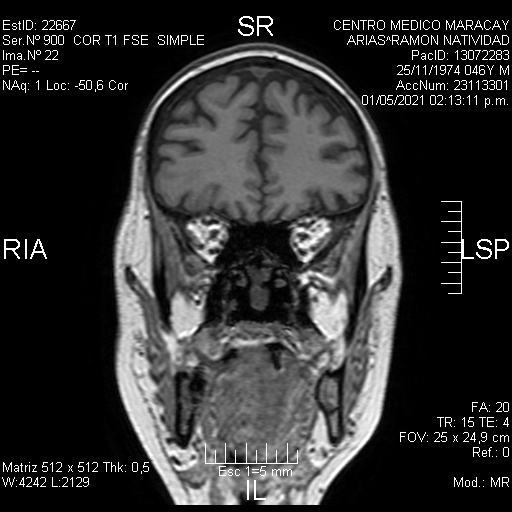 EstID: 22667
Ser.Nº 900 COR T1 FSE SIMPLE
Ima.Nº 22
PE= --
NAq: 1 Loc: -50,6 Cor
SR
CENTRO MEDICO MARACAY
ARIAS^RAMON NATIVIDAD
PacID: 13072283
25/11/1974 046Y M
AccNum: 23113301
01/05/2021 02:13:11 p.m.
RIA
LSP
Matriz 512 x 512 Thk: 0,5
W:4242 L:2129
Esc 1=5 mm
IL
FA: 20
TR: 15 TE: 4
FOV: 25 x 24,9 cm
Ref.: 0
Mod.: MR